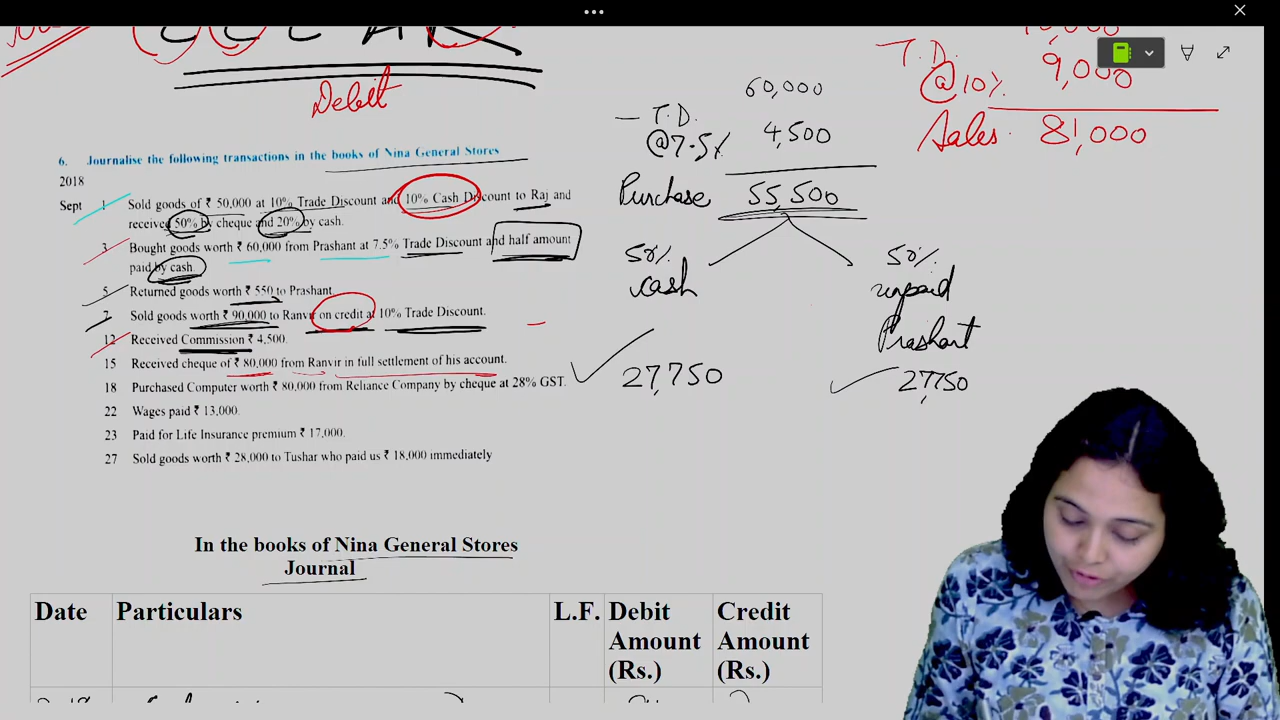 Debit
6. Journalise the following transactions in the books of Nina General Stores
2018
Sept 1 Sold goods of ₹ 50,000 at 10% Trade Discount and 10% Cash Discount to Raj and
received 50% by cheque and 20% by cash.
3 Bought goods worth ₹ 60,000 from Prashant at 7.5% Trade Discount and half amount
paid by cash
5 Returned goods worth ₹ 550 to Prashant.
7 Sold goods worth ₹ 90,000 to Ranvir on credit at 10% Trade Discount.
12 Received Commission ₹ 4,500.
15 Received cheque of ₹ 80,000 from Ranvir in full settlement of his account.
18 Purchased Computer worth ₹ 80,000 from Reliance Company by cheque at 28% GST.
22 Wages paid ₹ 13,000.
23 Paid for Life Insurance premium ₹ 17,000.
27 Sold goods worth ₹ 28,000 to Tushar who paid us ₹ 18,000 immediately
60,000
- T.D.
@7.5% 4,500
Purchase 55,500
50% 50%
cash unpaid
Prashant
27,750 27,750
T.D.
@10% 9,000
Sales 81,000
In the books of Nina General Stores
Journal
Date Particulars L.F. Debit Amount (Rs.) Credit Amount (Rs.)